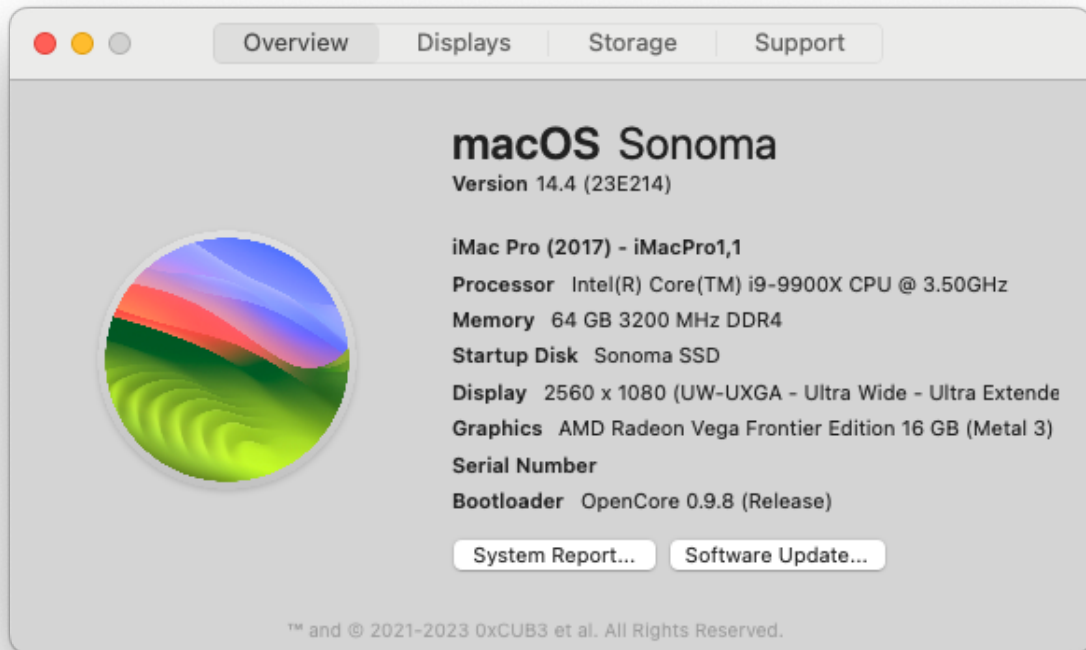 Overview Displays Storage Support
macOS Sonoma
Version 14.4 (23E214)
iMac Pro (2017) - iMacPro1,1
Processor Intel(R) Core(TM) i9-9900X CPU @ 3.50GHz
Memory 64 GB 3200 MHz DDR4
Startup Disk Sonoma SSD
Display 2560 x 1080 (UW-UXGA - Ultra Wide - Ultra Extende
Graphics AMD Radeon Vega Frontier Edition 16 GB (Metal 3)
Serial Number
Bootloader OpenCore 0.9.8 (Release)
System Report... Software Update...
™ and © 2021-2023 0xCUB3 et al. All Rights Reserved.